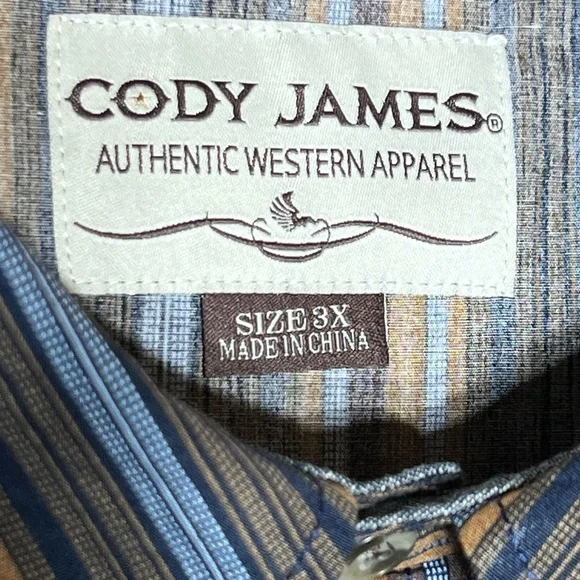 CODY JAMES®
AUTHENTIC WESTERN APPAREL
SIZE 3X
MADE IN CHINA